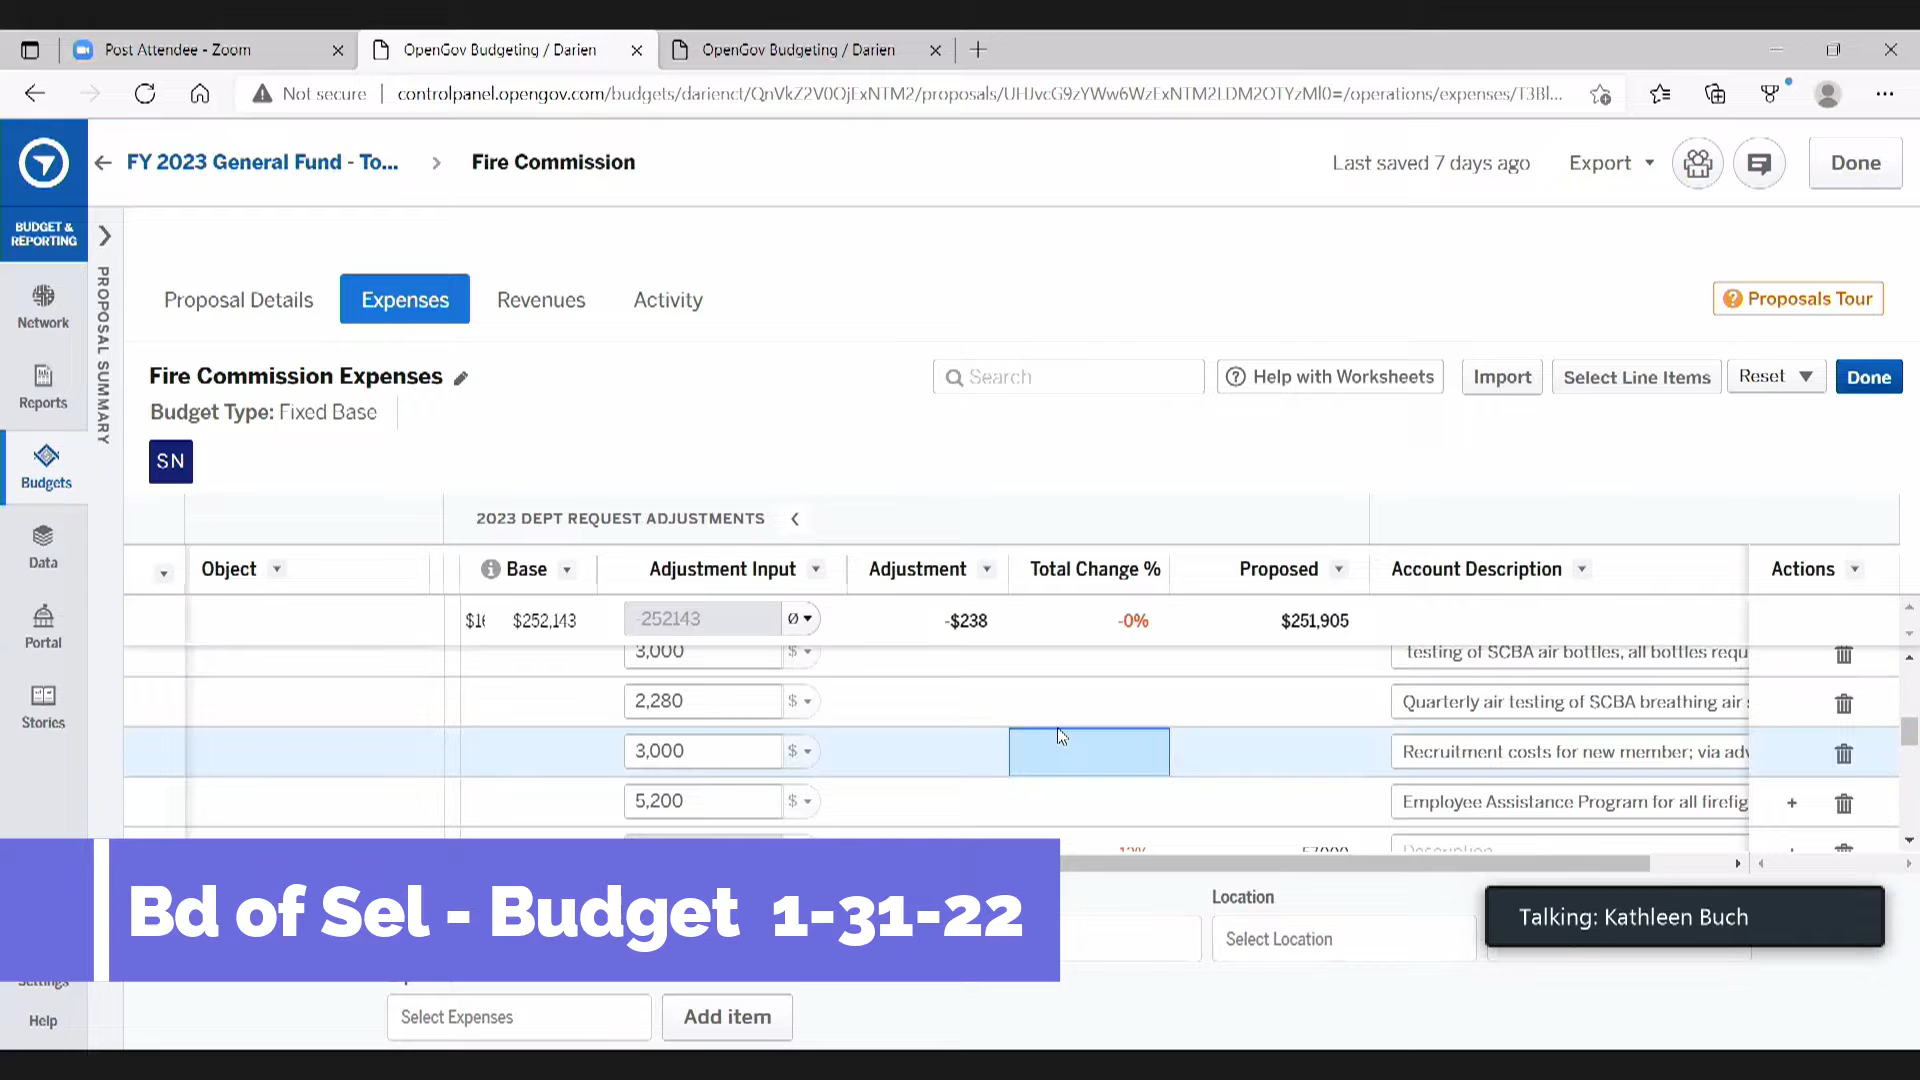 Post Attendee - Zoom
OpenGov Budgeting / Darien
OpenGov Budgeting / Darien
Not secure
controlpanel.opengov.com/budgets/darienct/QnVkZ2V0OjExNTM2/proposals/UHJvcG9zYWw6WzExNTM2LDM2OTYzMl0=/operations/expenses/T3Bl...
FY 2023 General Fund - To...
Fire Commission
Last saved 7 days ago
Export
Done
BUDGET &
REPORTING
Network
Reports
Budgets
Data
Portal
Stories
Settings
Help
PROPOSAL SUMMARY
Proposal Details
Expenses
Revenues
Activity
Proposals Tour
Fire Commission Expenses
Search
Help with Worksheets
Import
Select Line Items
Reset
Done
Budget Type: Fixed Base
SN
2023 DEPT REQUEST ADJUSTMENTS
Object
Base
Adjustment Input
Adjustment
Total Change %
Proposed
Account Description
Actions
$16 $252,143 -252143 Ø -$238 -0% $251,905
3,000 $ testing of SCBA air bottles, all bottles requ
2,280 $ Quarterly air testing of SCBA breathing air s
3,000 $ Recruitment costs for new member; via adv
5,200 $ Employee Assistance Program for all firefig +
Description
Bd of Sel - Budget 1-31-22
Location
Select Location
Talking: Kathleen Buch
Select Expenses
Add item